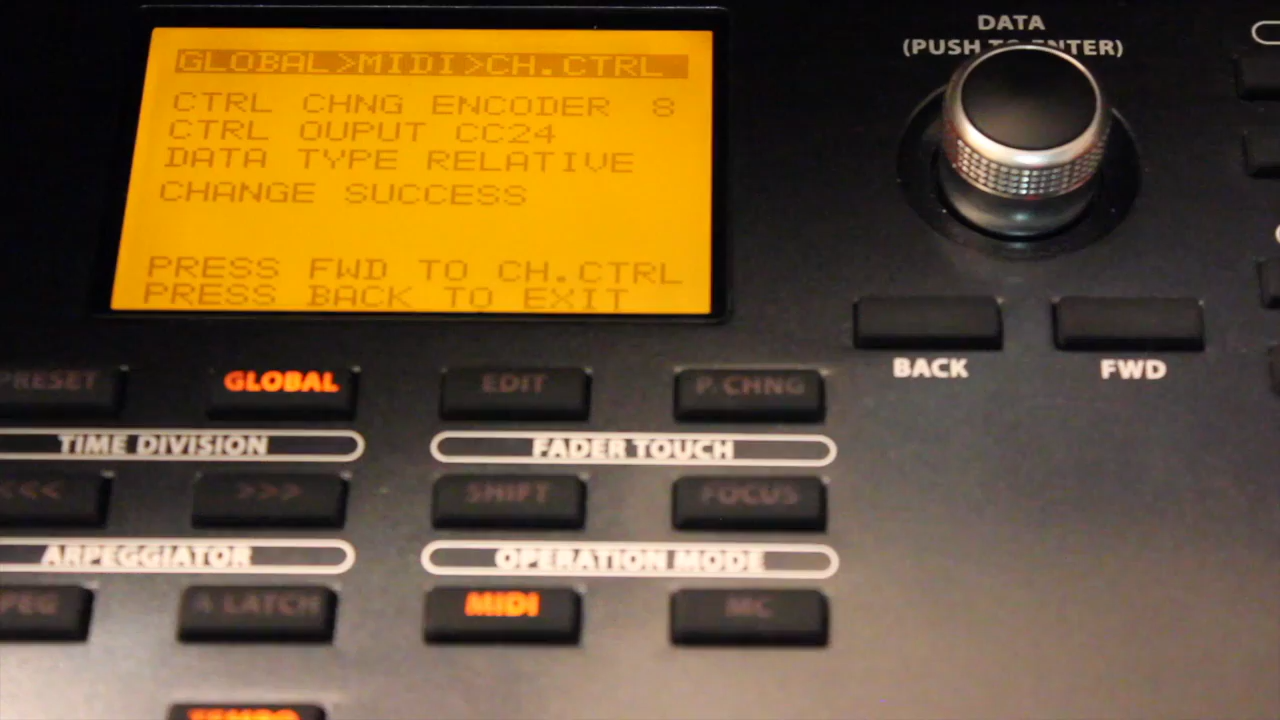 DATA
(PUSH TO ENTER)
GLOBAL>MIDI>CH.CTRL
CTRL CHNG ENCODER 8
CTRL OUPUT CC24
DATA TYPE RELATIVE
CHANGE SUCCESS
PRESS FWD TO CH.CTRL
PRESS BACK TO EXIT
BACK FWD
PRESET GLOBAL EDIT P.CHNG
TIME DIVISION FADER TOUCH
<<< >>> SHIFT FOCUS
ARPEGGIATOR OPERATION MODE
PEG A LATCH MIDI MC
TEMPO